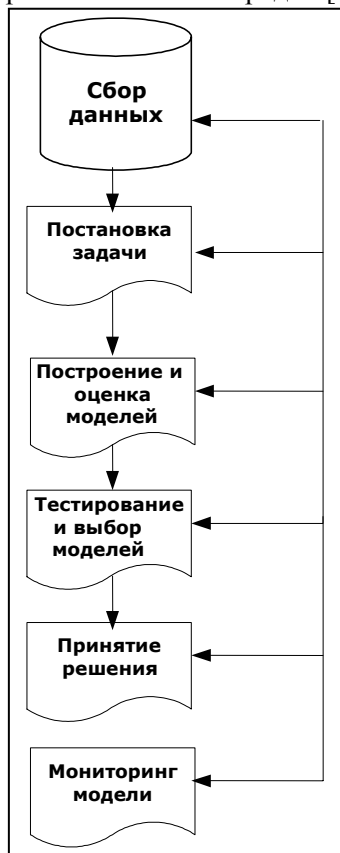 Сбор
данных
Постановка
задачи
Построение и
оценка
моделей
Тестирование
и выбор
моделей
Принятие
решения
Мониторинг
модели